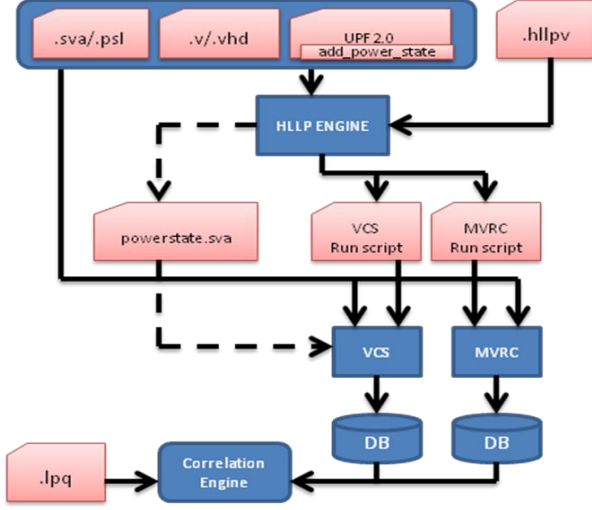 .sva/.psl
.v/.vhd
UPF 2.0
add_power_state
.hllpv
HLLP ENGINE
powerstate.sva
VCS
Run script
MVRC
Run script
VCS
MVRC
DB
DB
.lpq
Correlation
Engine